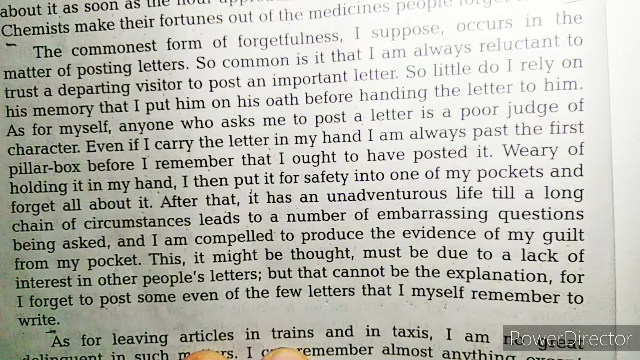 about it as soon as the hour
Chemists make their fortunes out of the medicines people forget
The commonest form of forgetfulness, I suppose, occurs in the
matter of posting letters. So common is it that I am always reluctant to
trust a departing visitor to post an important letter. So little do I rely on
his memory that I put him on his oath before handing the letter to him.
As for myself, anyone who asks me to post a letter is a poor judge of
character. Even if I carry the letter in my hand I am always past the first
pillar-box before I remember that I ought to have posted it. Weary of
holding it in my hand, I then put it for safety into one of my pockets and
forget all about it. After that, it has an unadventurous life till a long
chain of circumstances leads to a number of embarrassing questions
being asked, and I am compelled to produce the evidence of my guilt
from my pocket. This, it might be thought, must be due to a lack of
interest in other people's letters; but that cannot be the explanation, for
I forget to post some even of the few letters that I myself remember to
write.
As for leaving articles in trains and in taxis, I am no great
delinquent in such I remember almost anything
PowerDirector